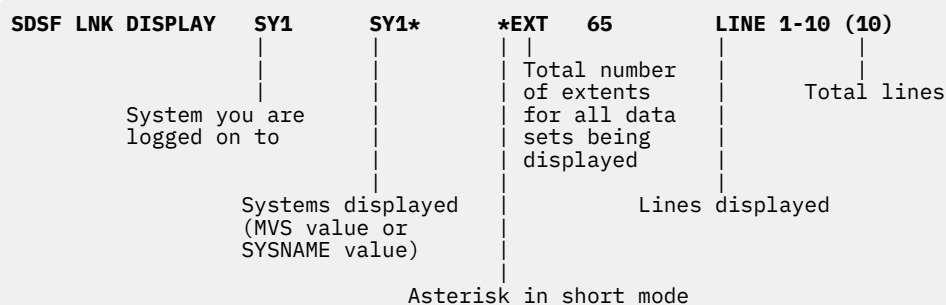 SDSF LNK DISPLAY SY1 SY1* *EXT 65 LINE 1-10 (10)
Total number
of extents Total lines
System you are for all data
logged on to sets being
displayed
Systems displayed Lines displayed
(MVS value or
SYSNAME value)
Asterisk in short mode